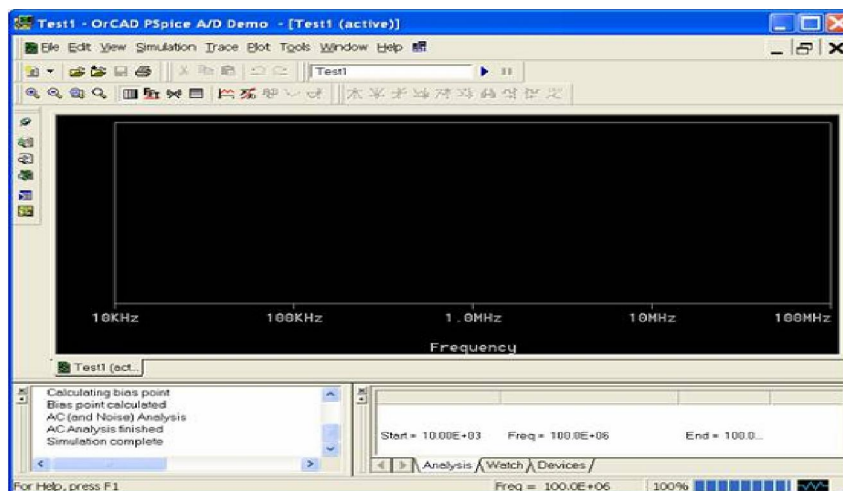 Test1 - OrCAD PSpice A/D Demo - [Test1 (active)]
File Edit View Simulation Trace Plot Tools Window Help
Test1
10KHz 100KHz 1.0MHz 10MHz 100MHz
Frequency
Test1 (act...
Calculating bias point
Bias point calculated
AC (and Noise) Analysis
AC Analysis finished
Simulation complete
Start = 10.00E+03 Freq = 100.0E+06 End = 100.0...
Analysis Watch Devices
For Help, press F1 Freq = 100.0E+06 100%